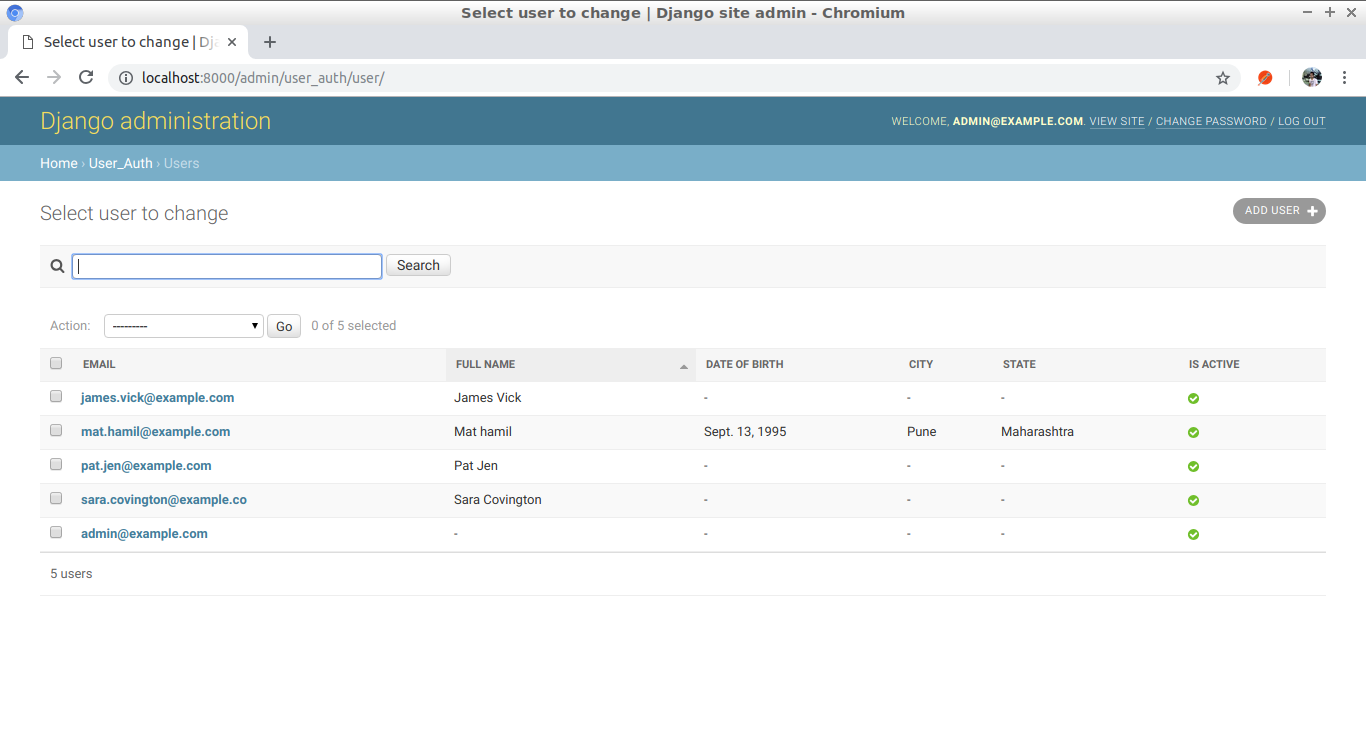 Select user to change | Django site admin - Chromium
Select user to change | Dja
localhost:8000/admin/user_auth/user/
Django administration
WELCOME, ADMIN@EXAMPLE.COM. VIEW SITE / CHANGE PASSWORD / LOG OUT
Home › User_Auth › Users
Select user to change
ADD USER +
Search
Action: --------- Go 0 of 5 selected
EMAIL FULL NAME DATE OF BIRTH CITY STATE IS ACTIVE
james.vick@example.com James Vick - - -
mat.hamil@example.com Mat hamil Sept. 13, 1995 Pune Maharashtra
pat.jen@example.com Pat Jen - - -
sara.covington@example.co Sara Covington - - -
admin@example.com - - - -
5 users